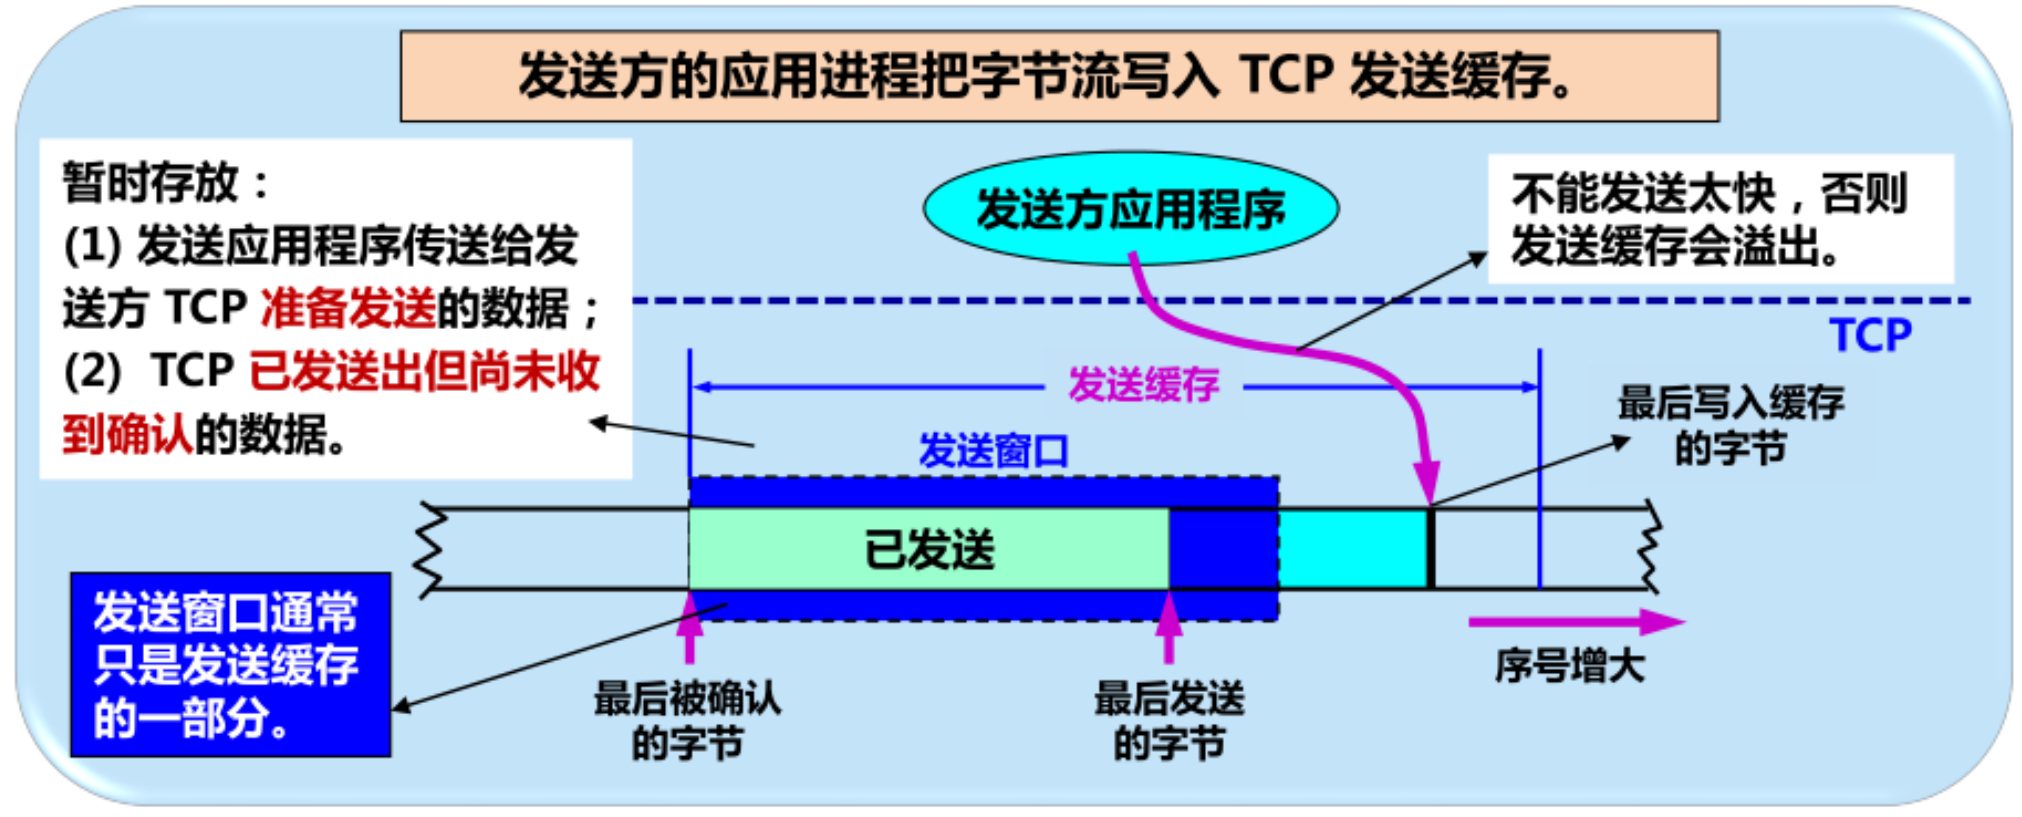 发送方的应用进程把字节流写入 TCP 发送缓存。
暂时存放：
(1) 发送应用程序传送给发
送方 TCP 准备发送的数据；
(2) TCP 已发送出但尚未收
到确认的数据。
发送方应用程序
不能发送太快，否则
发送缓存会溢出。
TCP
发送缓存
最后写入缓存
的字节
发送窗口
已发送
发送窗口通常
只是发送缓存
的一部分。
最后被确认
的字节
最后发送
的字节
序号增大